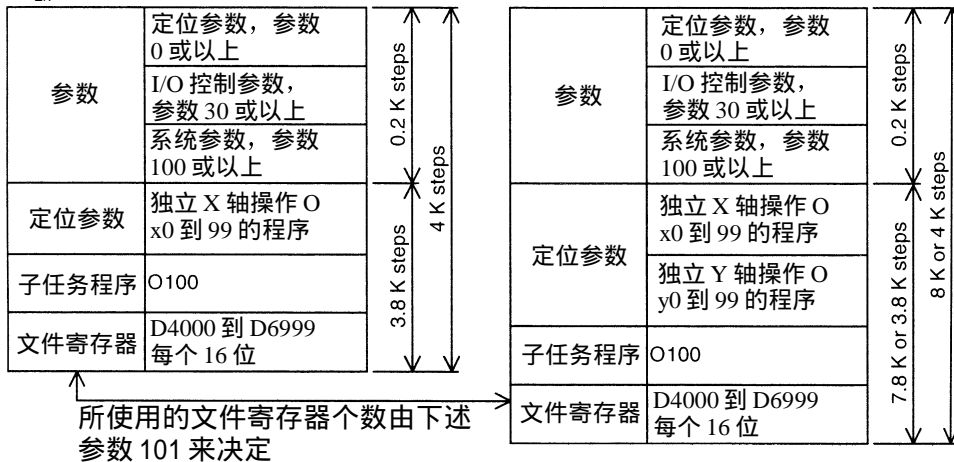 参数
定位参数，参数
0 或以上
I/O 控制参数，
参数 30 或以上
系统参数，参数
100 或以上
定位参数
独立 X 轴操作 O
x0 到 99 的程序
子任务程序
O100
文件寄存器
D4000 到 D6999
每个 16 位
0.2 K steps
3.8 K steps
4 K steps
参数
定位参数，参数
0 或以上
I/O 控制参数，
参数 30 或以上
系统参数，参数
100 或以上
定位参数
独立 X 轴操作 O
x0 到 99 的程序
独立 Y 轴操作 O
y0 到 99 的程序
子任务程序
O100
文件寄存器
D4000 到 D6999
每个 16 位
0.2 K steps
7.8 K or 3.8 K steps
8 K or 4 K steps
所使用的文件寄存器个数由下述
参数 101 来决定